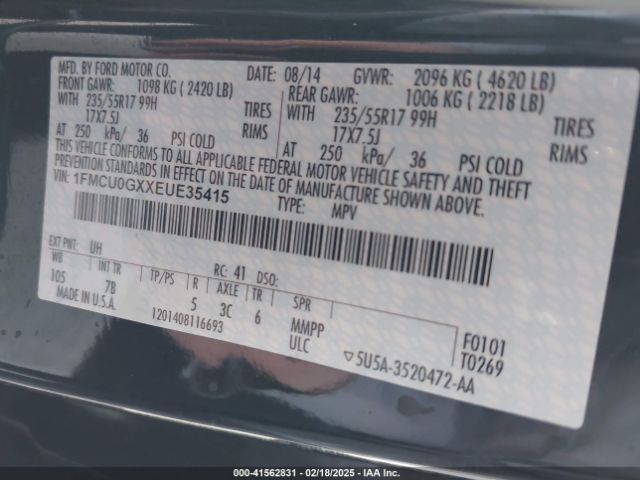 MFD. BY FORD MOTOR CO. DATE: 08/14 GVWR: 2096 KG ( 4620 LB)
FRONT GAWR: 1098 KG ( 2420 LB) REAR GAWR: 1006 KG ( 2218 LB)
WITH 235/55R17 99H TIRES WITH 235/55R17 99H TIRES
17X7.5J RIMS 17X7.5J RIMS
AT 250 kPa/ 36 PSI COLD AT 250 kPa/ 36 PSI COLD
THIS VEHICLE CONFORMS TO ALL APPLICABLE FEDERAL MOTOR VEHICLE SAFETY AND THEFT
PREVENTION STANDARDS IN EFFECT ON THE DATE OF MANUFACTURE SHOWN ABOVE.
VIN: 1FMCU0GXXEUE35415 TYPE: MPV
EXT PNT: UH RC: 41 DSO:
WB INT TR TP/PS R AXLE TR SPR
105 7B 5 3C 6 MMPP F0101
MADE IN U.S.A. 1201408116693 ULC ▽5U5A-3520472-AA T0269
000-41562831 - 02/18/2025 - IAA Inc.